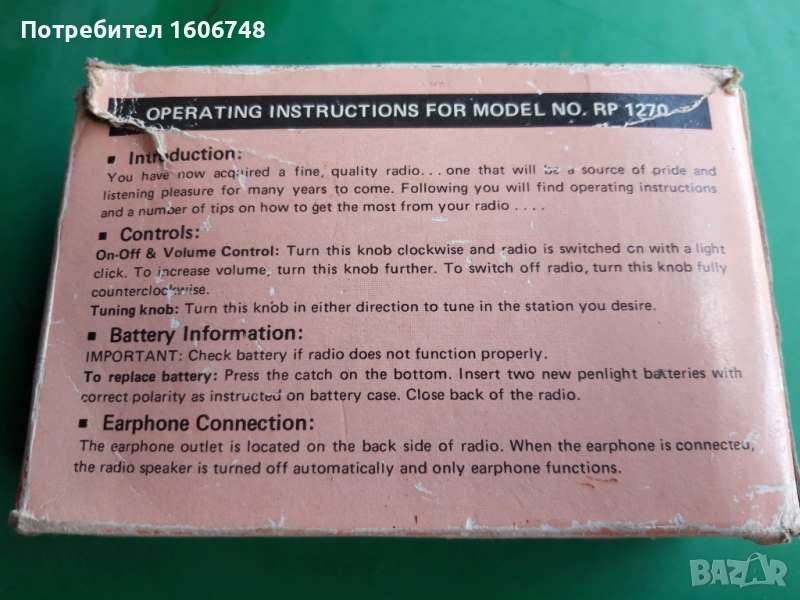 Потребител 1606748
OPERATING INSTRUCTIONS FOR MODEL NO. RP 1270
▪ Introduction:
You have now acquired a fine, quality radio... one that will be a source of pride and
listening pleasure for many years to come. Following you will find operating instructions
and a number of tips on how to get the most from your radio ....
▪ Controls:
On-Off & Volume Control: Turn this knob clockwise and radio is switched on with a light
click. To increase volume, turn this knob further. To switch off radio, turn this knob fully
counterclockwise.
Tuning knob: Turn this knob in either direction to tune in the station you desire.
▪ Battery Information:
IMPORTANT: Check battery if radio does not function properly.
To replace battery: Press the catch on the bottom. Insert two new penlight batteries with
correct polarity as instructed on battery case. Close back of the radio.
▪ Earphone Connection:
The earphone outlet is located on the back side of radio. When the earphone is connected,
the radio speaker is turned off automatically and only earphone functions.
BAZAR